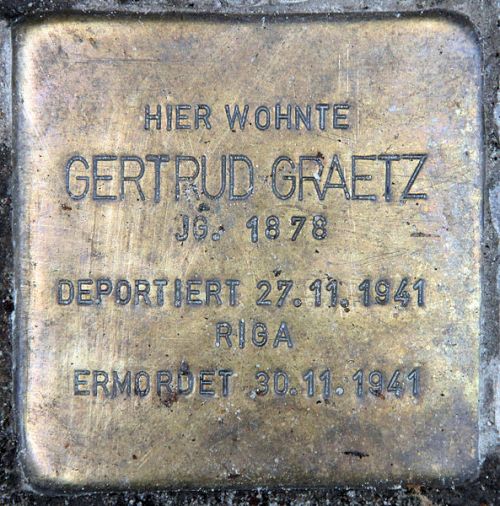 HIER WOHNTE
GERTRUD GRAETZ
JG. 1878
DEPORTIERT 27.11.1941
RIGA
ERMORDET 30.11.1941